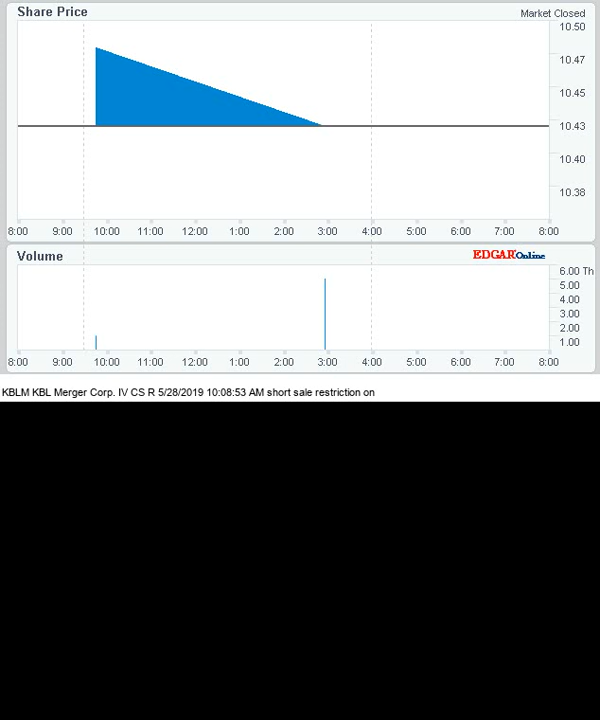 Share Price
Market Closed
10.50
10.47
10.45
10.43
10.40
10.38
8:00 9:00 10:00 11:00 12:00 1:00 2:00 3:00 4:00 5:00 6:00 7:00 8:00
Volume
EDGAR Online
6.00 Th
5.00
4.00
3.00
2.00
1.00
8:00 9:00 10:00 11:00 12:00 1:00 2:00 3:00 4:00 5:00 6:00 7:00 8:00
KBLM KBL Merger Corp. IV CS R 5/28/2019 10:08:53 AM short sale restriction on